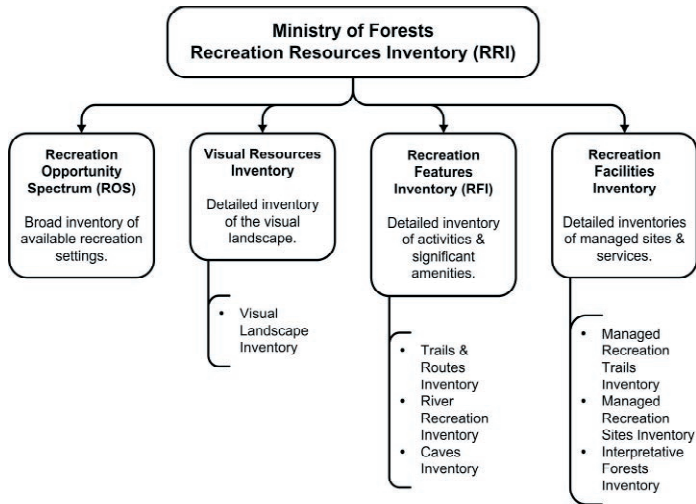 Ministry of Forests
Recreation Resources Inventory (RRI)
Recreation
Opportunity
Spectrum (ROS)
Broad inventory of
available recreation
settings.
Visual Resources
Inventory
Detailed inventory
of the visual
landscape.
• Visual
Landscape
Inventory
Recreation
Features
Inventory (RFI)
Detailed inventory
of activities &
significant
amenities.
• Trails &
Routes
Inventory
• River
Recreation
Inventory
• Caves
Inventory
Recreation
Facilities
Inventory
Detailed inventories
of managed sites &
services.
• Managed
Recreation
Trails
Inventory
• Managed
Recreation
Sites Inventory
• Interpretative
Forests
Inventory